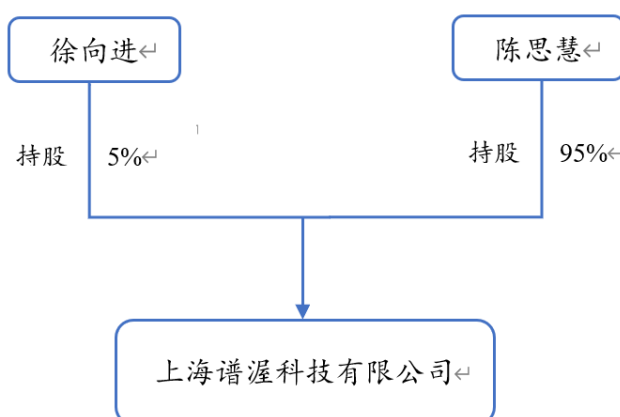 徐向进
陈思慧
持股 5%
持股 95%
上海谱渥科技有限公司